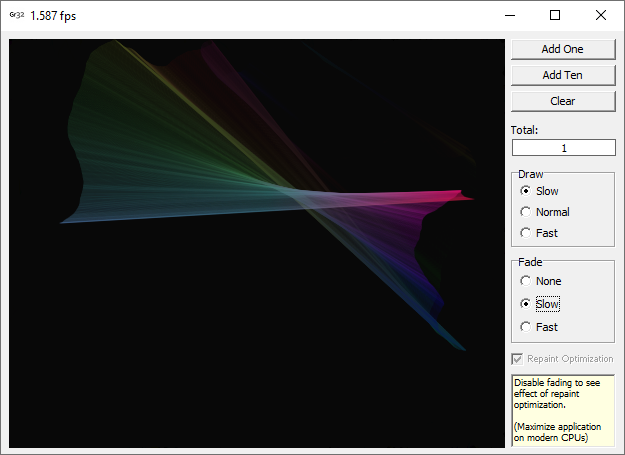 Gr32 1.587 fps
Add One
Add Ten
Clear
Total:
1
Draw
Slow
Normal
Fast
Fade
None
Slow
Fast
Repaint Optimization
Disable fading to see
effect of repaint
optimization.
(Maximize application
on modern CPUs)